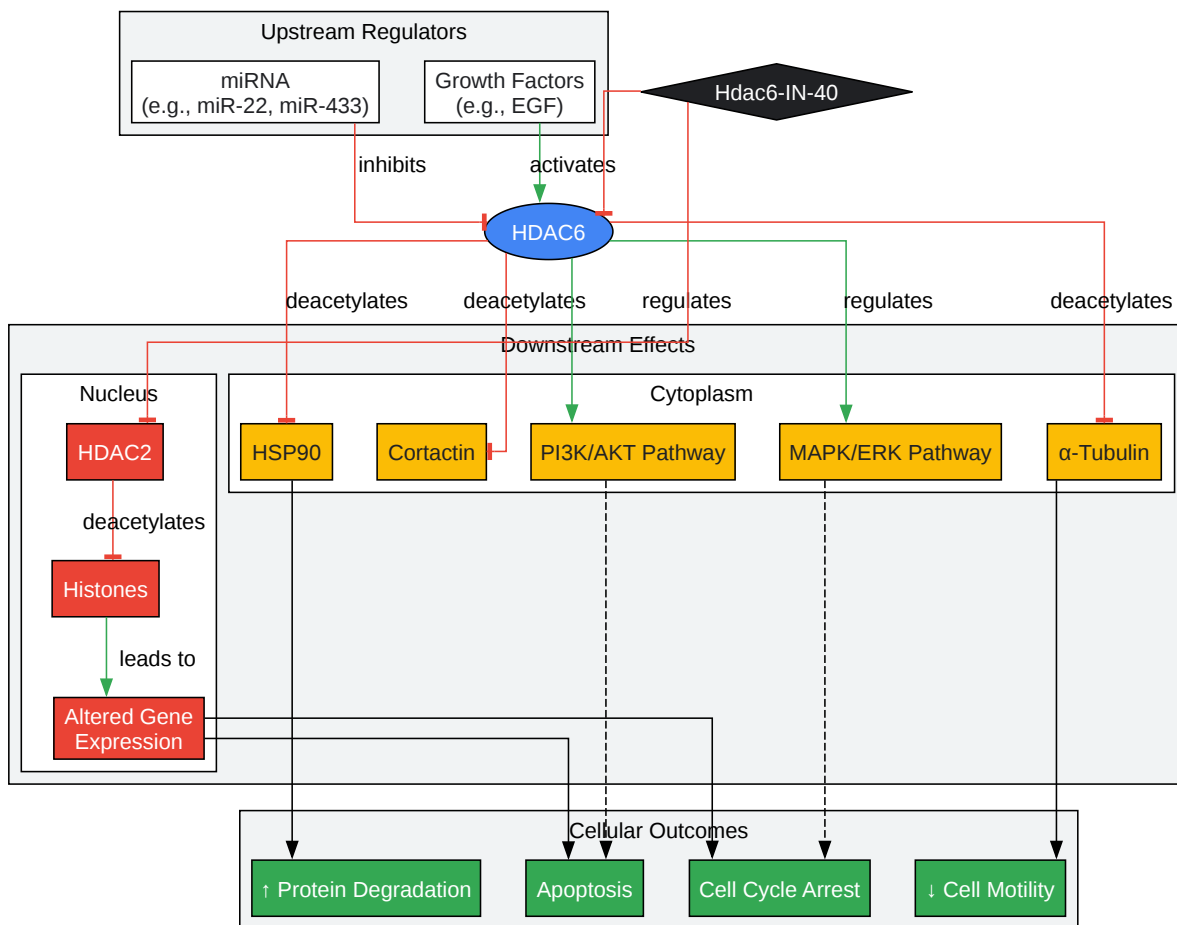 Upstream Regulators
miRNA
(e.g., miR-22, miR-433)
Growth Factors
(e.g., EGF)
Hdac6-IN-40
inhibits
activates
HDAC6
deacetylates
deacetylates
regulates
regulates
deacetylates
Downstream Effects
Nucleus
Cytoplasm
HDAC2
HSP90
Cortactin
PI3K/AKT Pathway
MAPK/ERK Pathway
α-Tubulin
deacetylates
Histones
leads to
Altered Gene
Expression
Cellular Outcomes
↑ Protein Degradation
Apoptosis
Cell Cycle Arrest
↓ Cell Motility